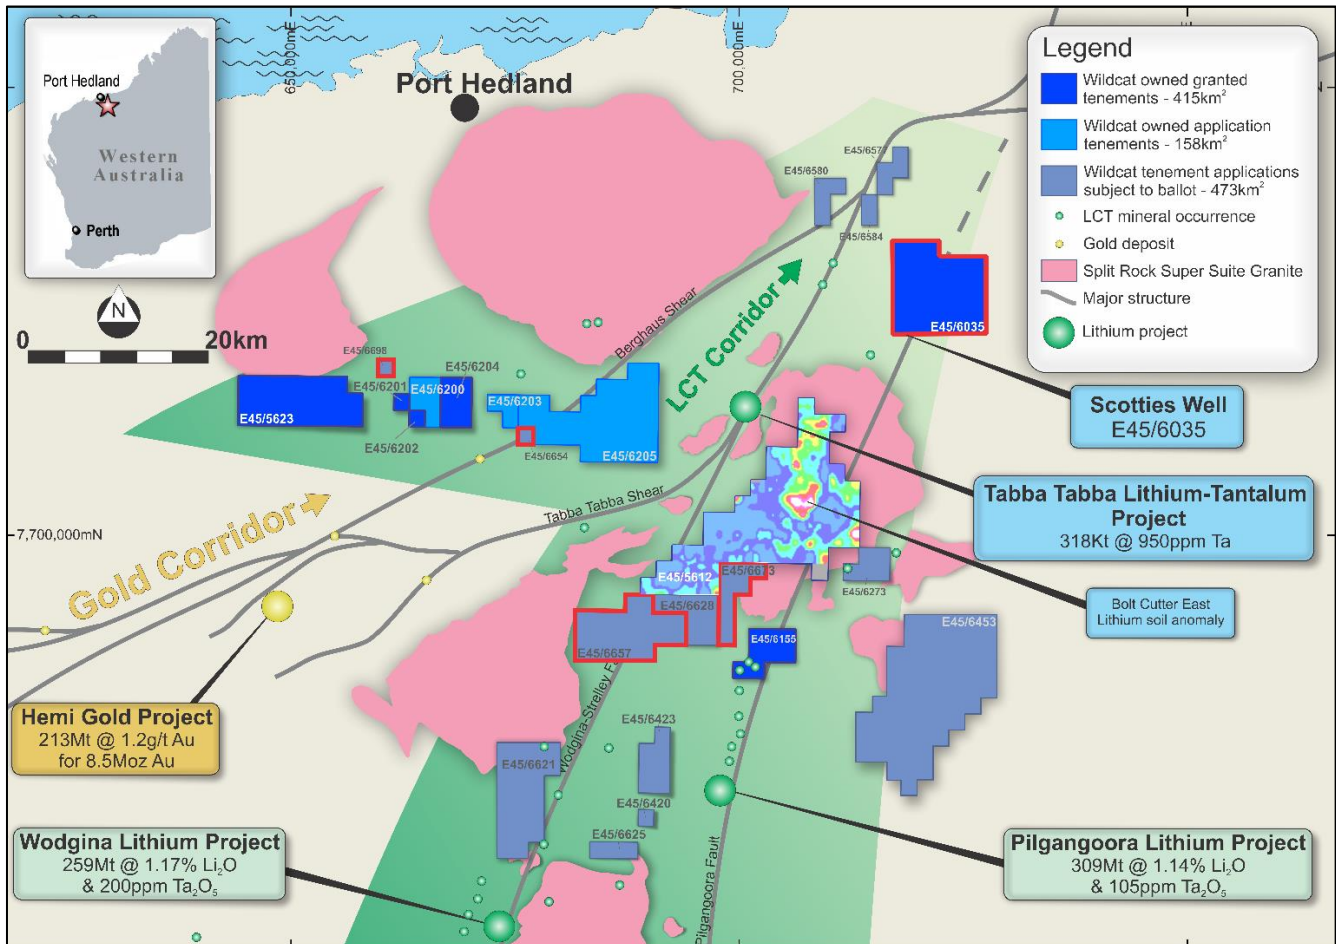 650,000mE
700,000mE
Port Hedland
Western
Australia
Perth
N
0
20km
Port Hedland
Legend
Wildcat owned granted
tenements - 415km²
Wildcat owned application
tenements - 158km²
Wildcat tenement applications
subject to ballot - 473km²
LCT mineral occurrence
Gold deposit
Split Rock Super Suite Granite
Major structure
Lithium project
E45/6577
E45/6580
E45/6584
E45/6035
Berghaus Shear
LCT Corridor
E45/6698
E45/6201
E45/6200
E45/6204
E45/5623
E45/6202
E45/6203
E45/6654
E45/6205
Scotties Well
E45/6035
Tabba Tabba Shear
Tabba Tabba Lithium-Tantalum
Project
318Kt @ 950ppm Ta
7,700,000mN
Gold Corridor
E45/5612
E45/6673
E45/6273
E45/6628
E45/6657
E45/6155
E45/6453
Bolt Cutter East
Lithium soil anomaly
Wodgina-Strelley
Hemi Gold Project
213Mt @ 1.2g/t Au
for 8.5Moz Au
E45/6423
E45/6621
E45/6420
E45/6625
Pilgangoora Fault
Wodgina Lithium Project
259Mt @ 1.17% Li₂O
& 200ppm Ta₂O₅
Pilgangoora Lithium Project
309Mt @ 1.14% Li₂O
& 105ppm Ta₂O₅